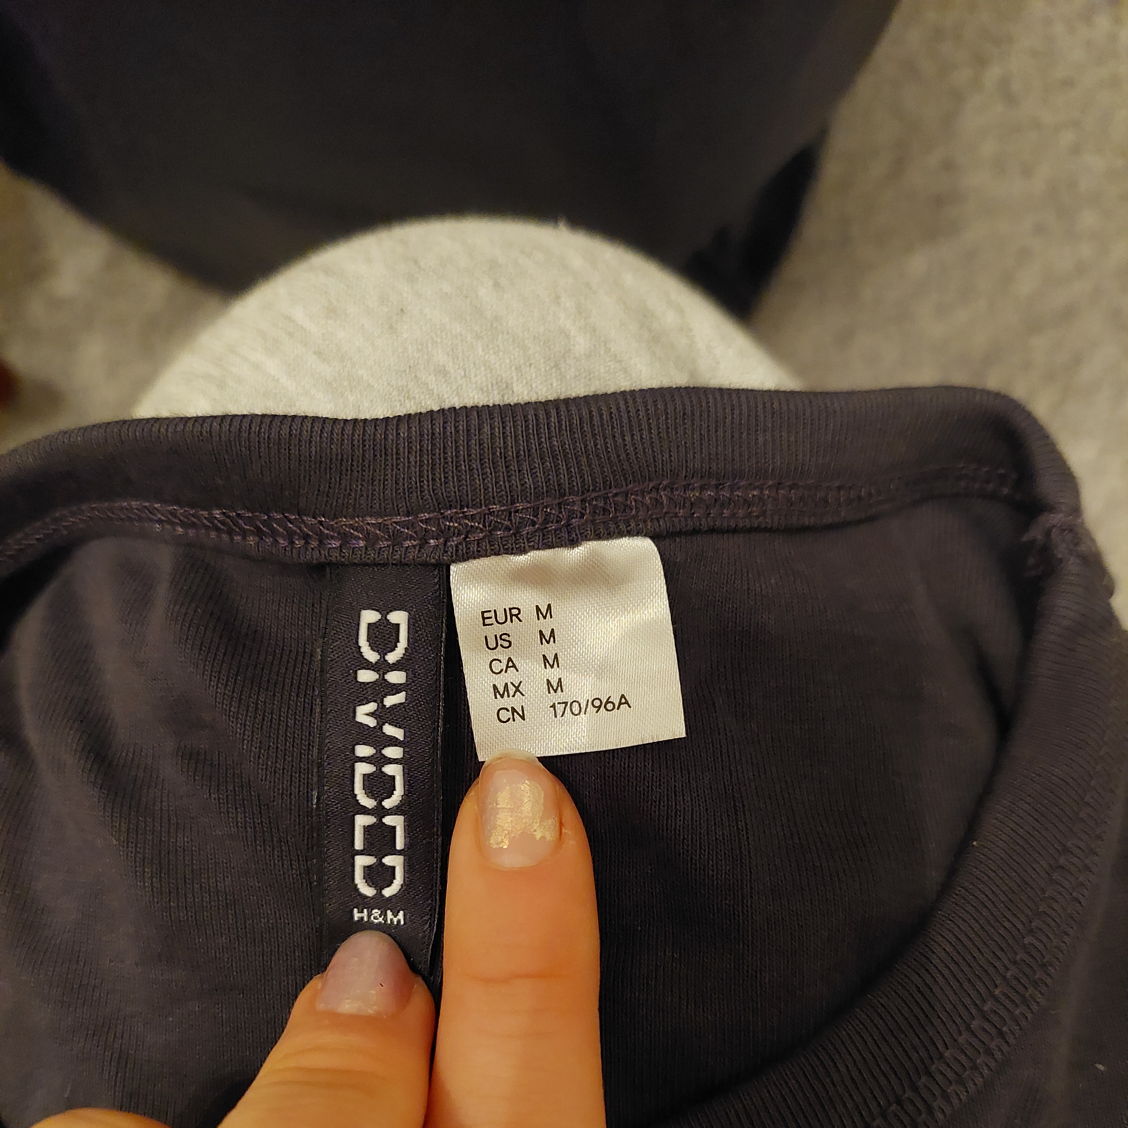 DIVIDED
H&M
EUR M
US M
CA M
MX M
CN 170/96A